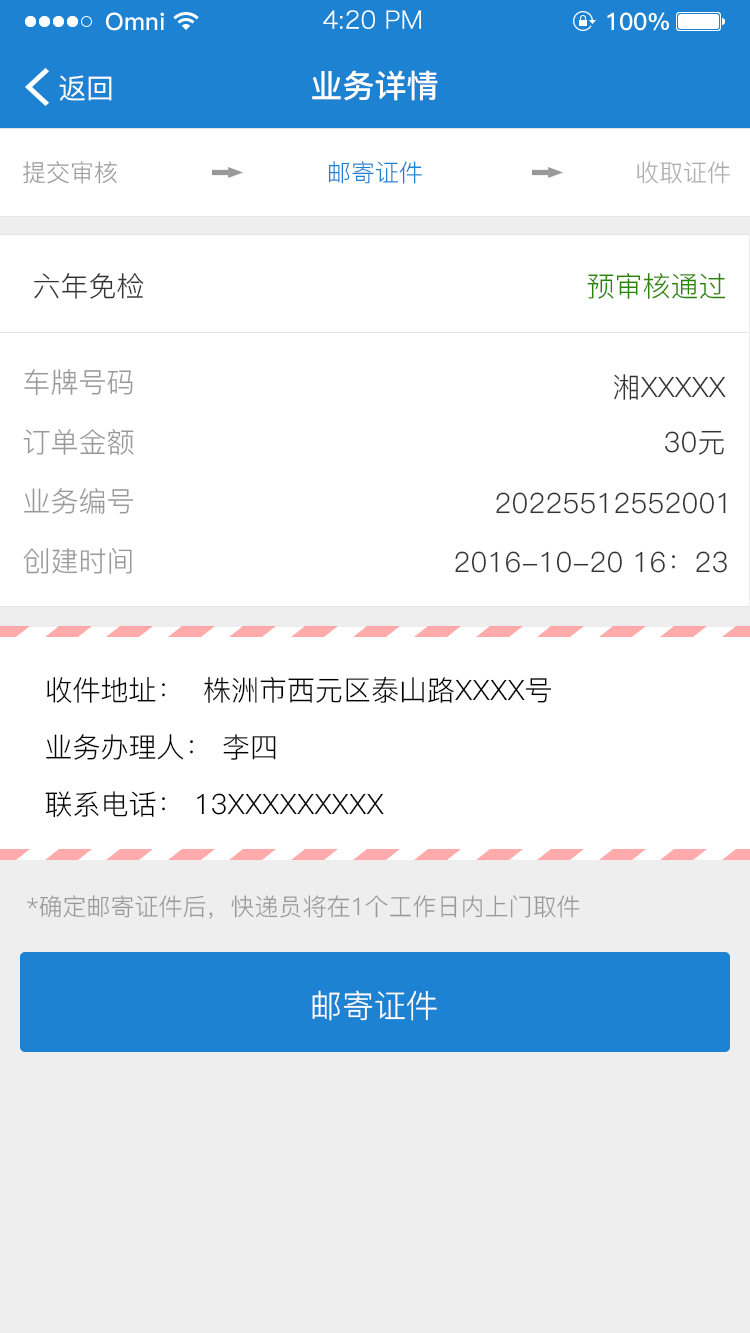 Omni 4:20 PM 100%
返回 业务详情
提交审核 邮寄证件 收取证件
六年免检 预审核通过
车牌号码 湘XXXXX
订单金额 30元
业务编号 20225512552001
创建时间 2016-10-20 16：23
收件地址： 株洲市西元区泰山路XXXX号
业务办理人： 李四
联系电话： 13XXXXXXXXX
*确定邮寄证件后，快递员将在1个工作日内上门取件
邮寄证件